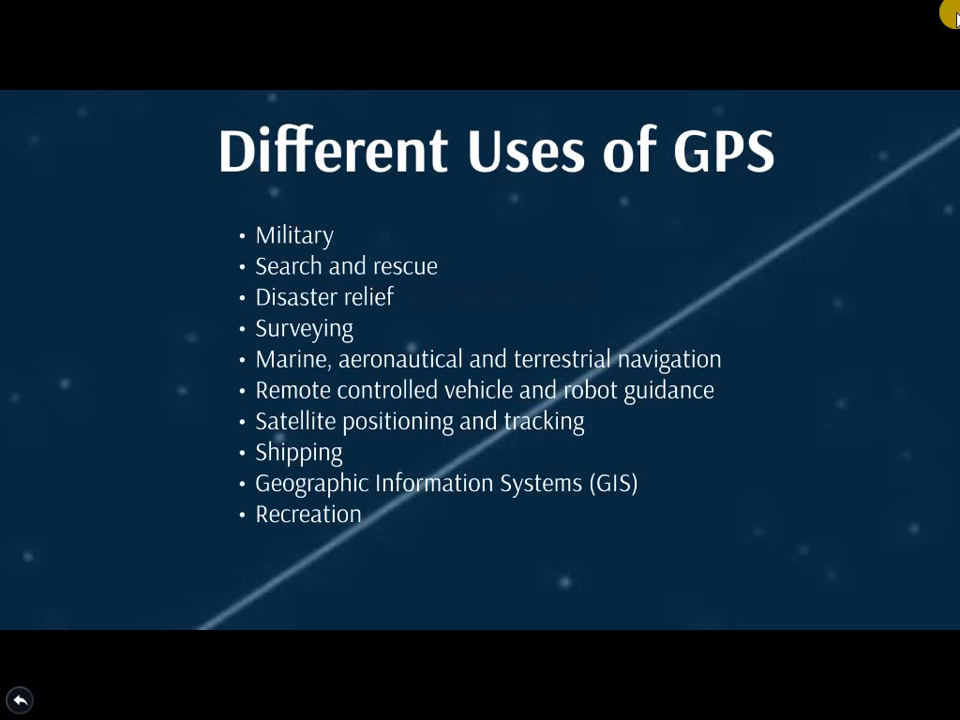 Different Uses of GPS
• Military
• Search and rescue
• Disaster relief
• Surveying
• Marine, aeronautical and terrestrial navigation
• Remote controlled vehicle and robot guidance
• Satellite positioning and tracking
• Shipping
• Geographic Information Systems (GIS)
• Recreation